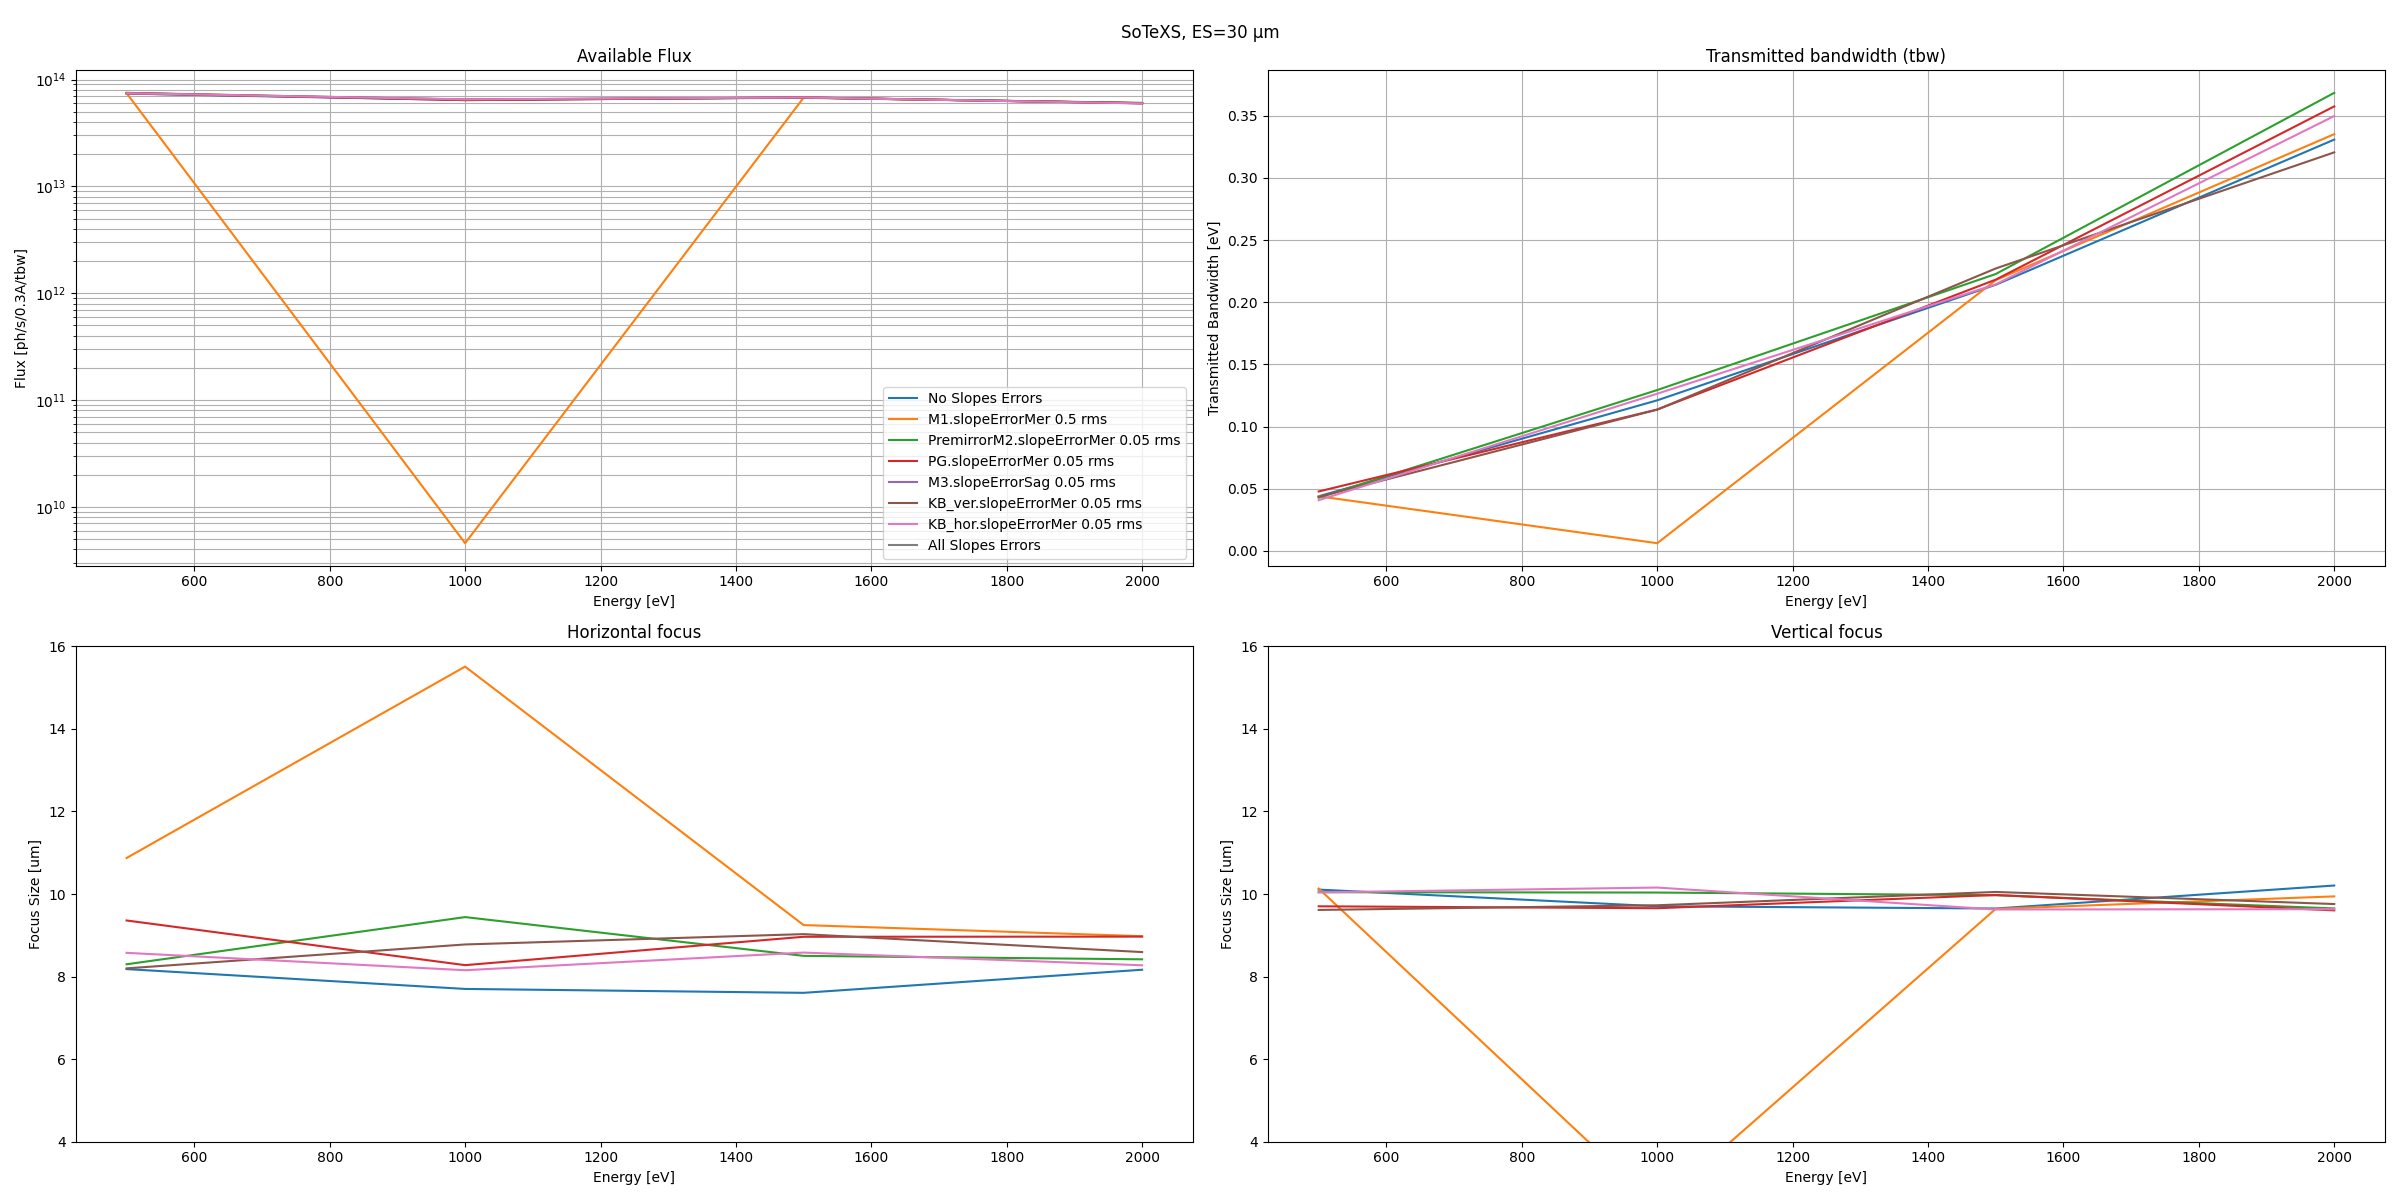 SoTeXS, ES=30 μm
Available Flux
Flux [ph/s/0.3A/tbw]
10^14
10^13
10^12
10^11
10^10
No Slopes Errors
M1.slopeErrorMer 0.5 rms
PremirrorM2.slopeErrorMer 0.05 rms
PG.slopeErrorMer 0.05 rms
M3.slopeErrorSag 0.05 rms
KB_ver.slopeErrorMer 0.05 rms
KB_hor.slopeErrorMer 0.05 rms
All Slopes Errors
600 800 1000 1200 1400 1600 1800 2000
Energy [eV]
Transmitted bandwidth (tbw)
Transmitted Bandwidth [eV]
0.35
0.30
0.25
0.20
0.15
0.10
0.05
0.00
600 800 1000 1200 1400 1600 1800 2000
Energy [eV]
Horizontal focus
Focus Size [um]
16
14
12
10
8
6
4
600 800 1000 1200 1400 1600 1800 2000
Energy [eV]
Vertical focus
Focus Size [um]
16
14
12
10
8
6
4
600 800 1000 1200 1400 1600 1800 2000
Energy [eV]